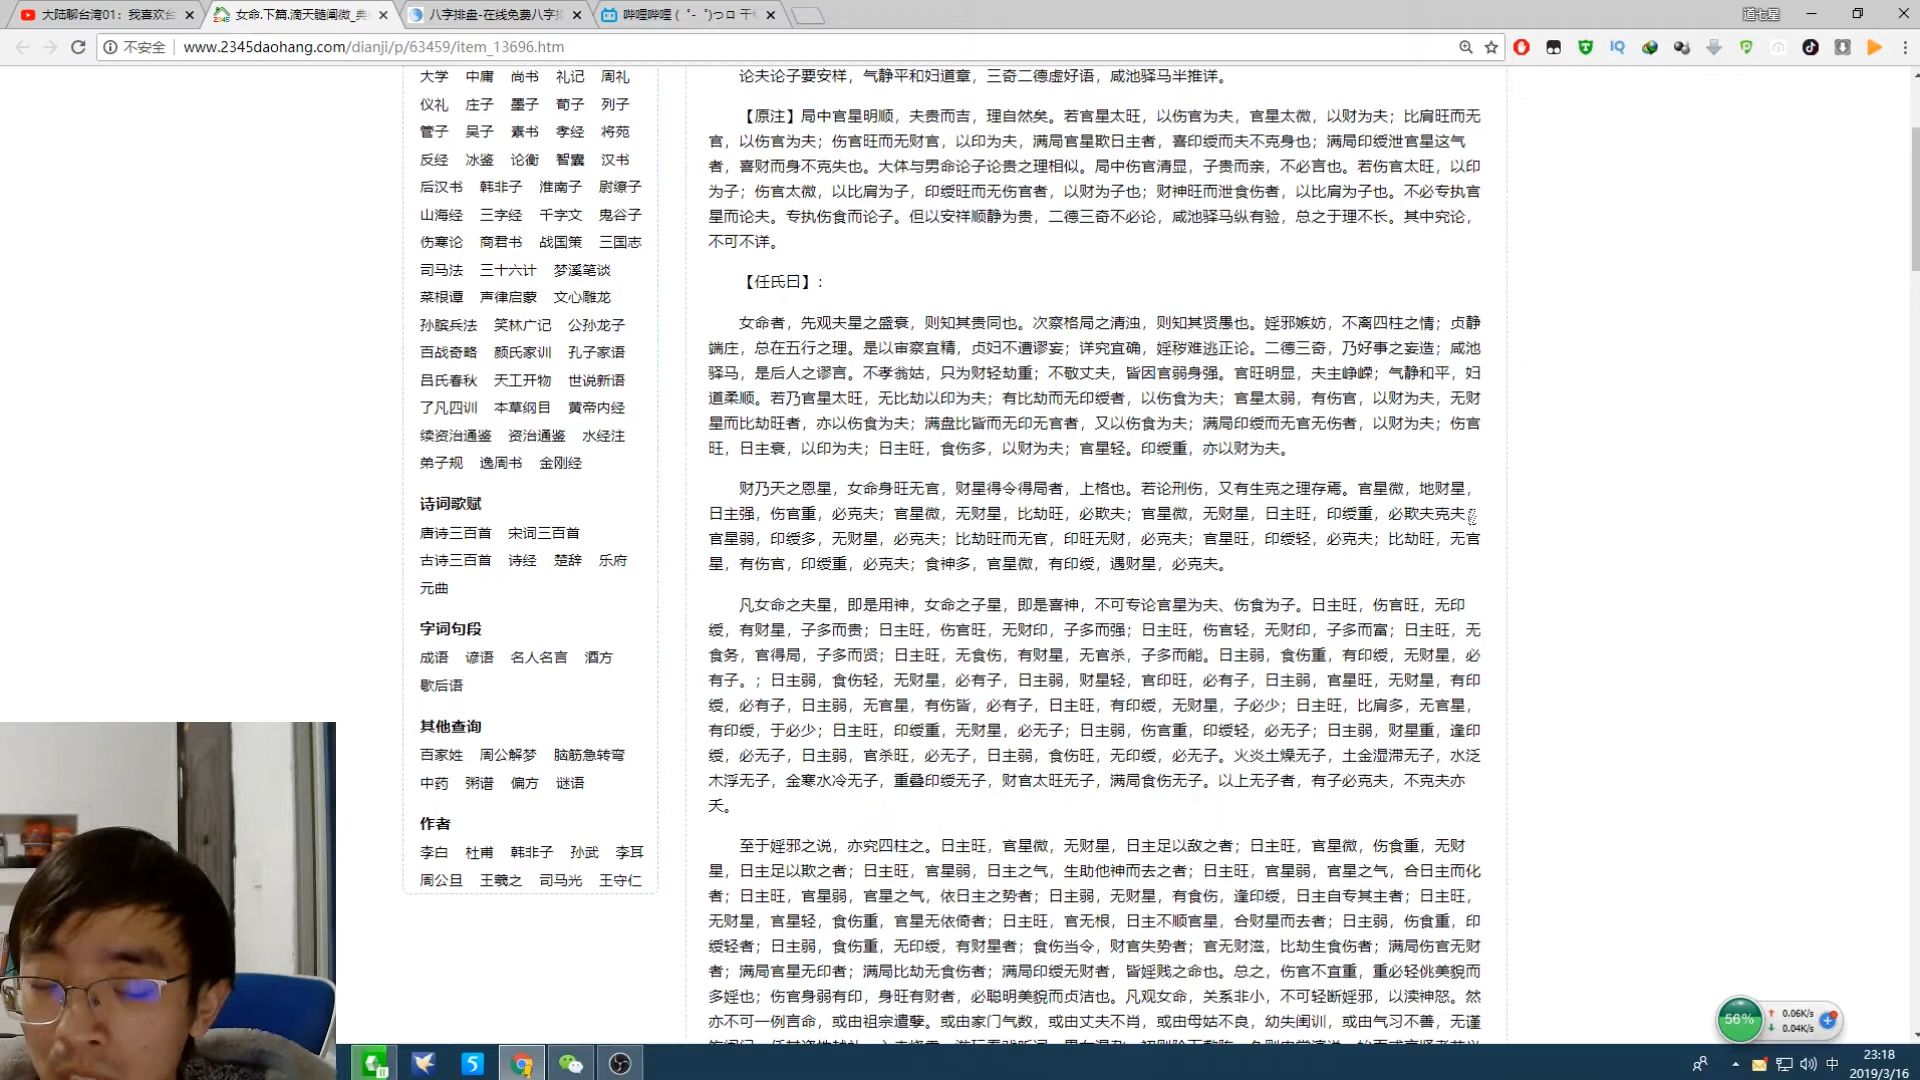 大陆聊台湾01：我喜欢台
女命.下篇.滴天髓阐微_典
八字排盘-在线免费八字排
哔哩哔哩 (゜-゜)つロ 干
道七星
不安全 www.2345daohang.com/dianji/p/63459/item_13696.htm
大学 中庸 尚书 礼记 周礼
仪礼 庄子 墨子 荀子 列子
管子 吴子 素书 孝经 将苑
反经 冰鉴 论衡 智囊 汉书
后汉书 韩非子 淮南子 尉缭子
山海经 三字经 千字文 鬼谷子
伤寒论 商君书 战国策 三国志
司马法 三十六计 梦溪笔谈
菜根谭 声律启蒙 文心雕龙
孙膑兵法 笑林广记 公孙龙子
百战奇略 颜氏家训 孔子家语
吕氏春秋 天工开物 世说新语
了凡四训 本草纲目 黄帝内经
续资治通鉴 资治通鉴 水经注
弟子规 逸周书 金刚经
诗词歌赋
唐诗三百首 宋词三百首
古诗三百首 诗经 楚辞 乐府
元曲
字词句段
成语 谚语 名人名言 酒方
歇后语
其他查询
百家姓 周公解梦 脑筋急转弯
中药 粥谱 偏方 谜语
作者
李白 杜甫 韩非子 孙武 李耳
周公旦 王羲之 司马光 王守仁
论夫论子要安样，气静平和妇道章，三奇二德虚好语，咸池驿马半推详。
【原注】局中官星明顺，夫贵而吉，理自然矣。若官星太旺，以伤官为夫，官星太微，以财为夫；比肩旺而无
官，以伤官为夫；伤官旺而无财官，以印为夫，满局官星欺日主者，喜印绶而夫不克身也；满局印绶泄官星这气
者，喜财而身不克失也。大体与男命论子论贵之理相似。局中伤官清显，子贵而亲，不必言也。若伤官太旺，以印
为子；伤官太微，以比肩为子，印绶旺而无伤官者，以财为子也；财神旺而泄食伤者，以比肩为子也。不必专执官
星而论夫。专执伤食而论子。但以安祥顺静为贵，二德三奇不必论，咸池驿马纵有验，总之于理不长。其中究论，
不可不详。
【任氏曰】：
女命者，先观夫星之盛衰，则知其贵同也。次察格局之清浊，则知其贤愚也。婬邪嫉妨，不离四柱之情；贞静
端庄，总在五行之理。是以审察宜精，贞妇不遭谬妄；详究宜确，婬秽难逃正论。二德三奇，乃好事之妄造；咸池
驿马，是后人之谬言。不孝翁姑，只为财轻劫重；不敬丈夫，皆因官弱身强。官旺明显，夫主峥嵘；气静和平，妇
道柔顺。若乃官星太旺，无比劫以印为夫；有比劫而无印绶者，以伤食为夫；官星太弱，有伤官，以财为夫，无财
星而比劫旺者，亦以伤食为夫；满盘比皆而无印无官者，又以伤食为夫；满局印绶而无官无伤者，以财为夫；伤官
旺，日主衰，以印为夫；日主旺，食伤多，以财为夫；官星轻。印绶重，亦以财为夫。
财乃天之恩星，女命身旺无官，财星得令得局者，上格也。若论刑伤，又有生克之理存焉。官星微，地财星，
日主强，伤官重，必克夫；官星微，无财星，比劫旺，必欺夫；官星微，无财星，日主旺，印绶重，必欺夫克夫；
官星弱，印绶多，无财星，必克夫；比劫旺而无官，印旺无财，必克夫；官星旺，印绶轻，必克夫；比劫旺，无官
星，有伤官，印绶重，必克夫；食神多，官星微，有印绶，遇财星，必克夫。
凡女命之夫星，即是用神，女命之子星，即是喜神，不可专论官星为夫、伤食为子。日主旺，伤官旺，无印
绶，有财星，子多而贵；日主旺，伤官旺，无财印，子多而强；日主旺，伤官轻，无财印，子多而富；日主旺，无
食务，官得局，子多而贤；日主旺，无食伤，有财星，无官杀，子多而能。日主弱，食伤重，有印绶，无财星，必
有子。；日主弱，食伤轻，无财星，必有子，日主弱，财星轻，官印旺，必有子，日主弱，官星旺，无财星，有印
绶，必有子，日主弱，无官星，有伤皆，必有子，日主旺，有印绶，无财星，子必少；日主旺，比肩多，无官星，
有印绶，于必少；日主旺，印绶重，无财星，必无子；日主弱，伤官重，印绶轻，必无子；日主弱，财星重，逢印
绶，必无子，日主弱，官杀旺，必无子，日主弱，食伤旺，无印绶，必无子。火炎土燥无子，土金湿滞无子，水泛
木浮无子，金寒水冷无子，重叠印绶无子，财官太旺无子，满局食伤无子。以上无子者，有子必克夫，不克夫亦
夭。
至于婬邪之说，亦究四柱之。日主旺，官星微，无财星，日主足以敌之者；日主旺，官星微，伤食重，无财
星，日主足以欺之者；日主旺，官星弱，日主之气，生助他神而去之者；日主旺，官星弱，官星之气，合日主而化
者；日主旺，官星弱，官星之气，依日主之势者；日主弱，无财星，有食伤，逢印绶，日主自专其主者；日主旺，
无财星，官星轻，食伤重，官星无依倚者；日主旺，官无根，日主不顺官星，合财星而去者；日主弱，伤食重，印
绶轻者；日主弱，食伤重，无印绶，有财星者；食伤当令，财官失势者；官无财滋，比劫生食伤者；满局伤官无财
者；满局官星无印者；满局比劫无食伤者；满局印绶无财者，皆婬贱之命也。总之，伤官不宜重，重必轻佻美貌而
多婬也；伤官身弱有印，身旺有财者，必聪明美貌而贞洁也。凡观女命，关系非小，不可轻断婬邪，以渎神怒。然
亦不可一例言命，或由祖宗遣孽。或由家门气数，或由丈夫不肖，或由母姑不良，幼失闺训，或由气习不善，无谨
56%
0.06K/s
0.04K/s
中
23:18
2019/3/16